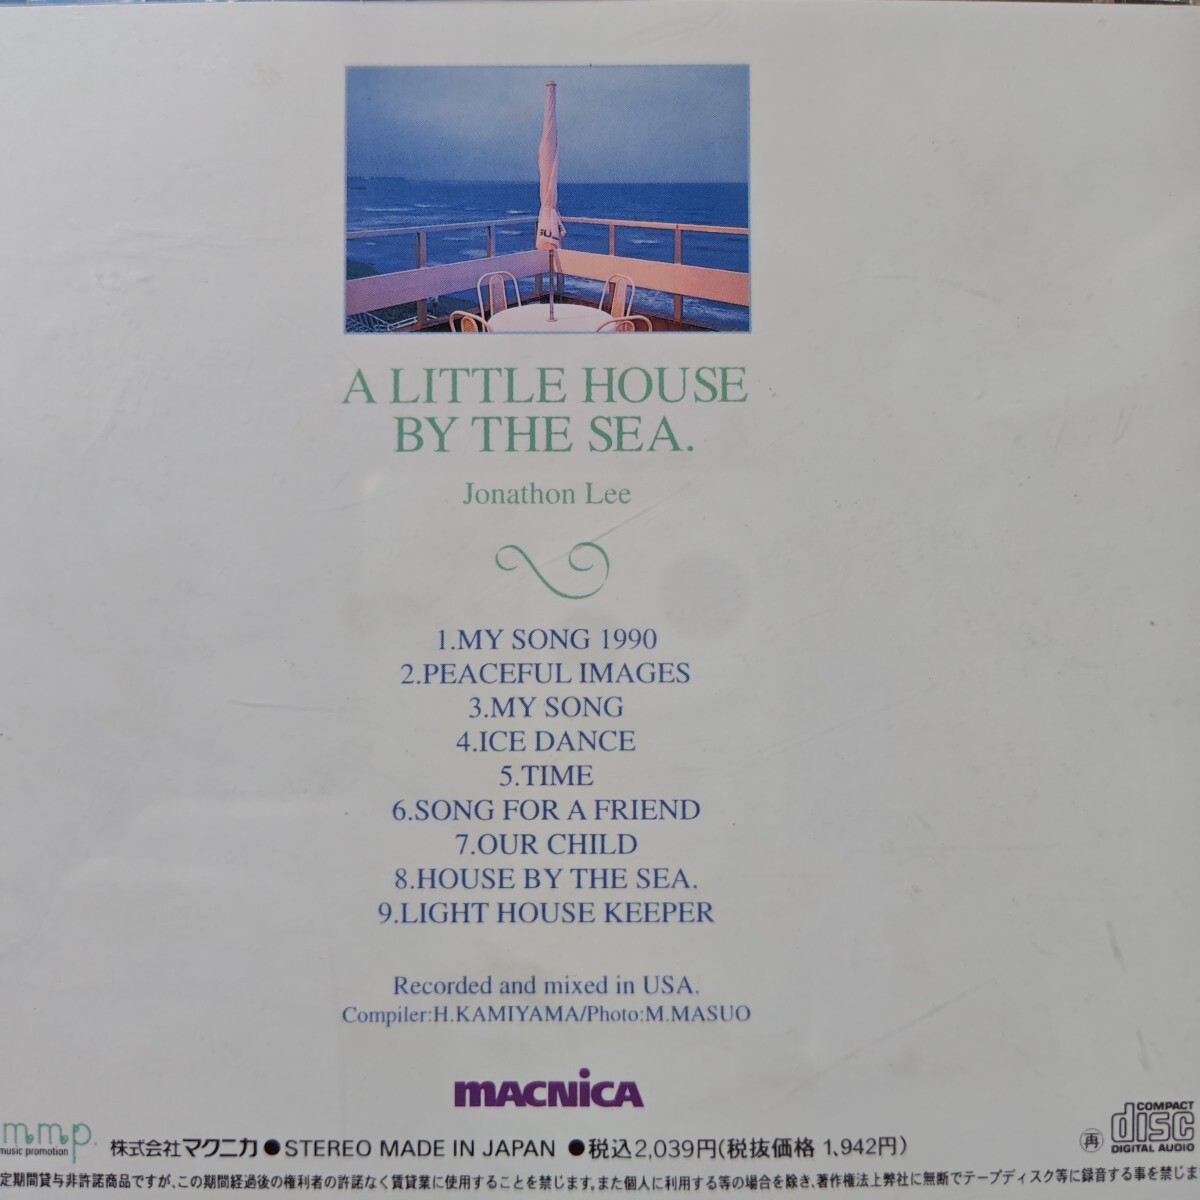 A LITTLE HOUSE
BY THE SEA.
Jonathon Lee
1.MY SONG 1990
2.PEACEFUL IMAGES
3.MY SONG
4.ICE DANCE
5.TIME
6.SONG FOR A FRIEND
7.OUR CHILD
8.HOUSE BY THE SEA.
9.LIGHT HOUSE KEEPER
Recorded and mixed in USA.
Compiler:H.KAMIYAMA/Photo:M.MASUO
macnica
m.m.p.
music promotion
株式会社マクニカ ●STEREO MADE IN JAPAN ●税込2,039円(税抜価格 1,942円)
再
COMPACT
disc
DIGITAL AUDIO
定期間貸与非許諾商品ですが、この期間経過後の権利者の許諾なく賃貸業に使用することを禁じます。また個人に利用する等の場合を除き、著作権法上弊社に無断でテープディスク等に録音する事を禁じま